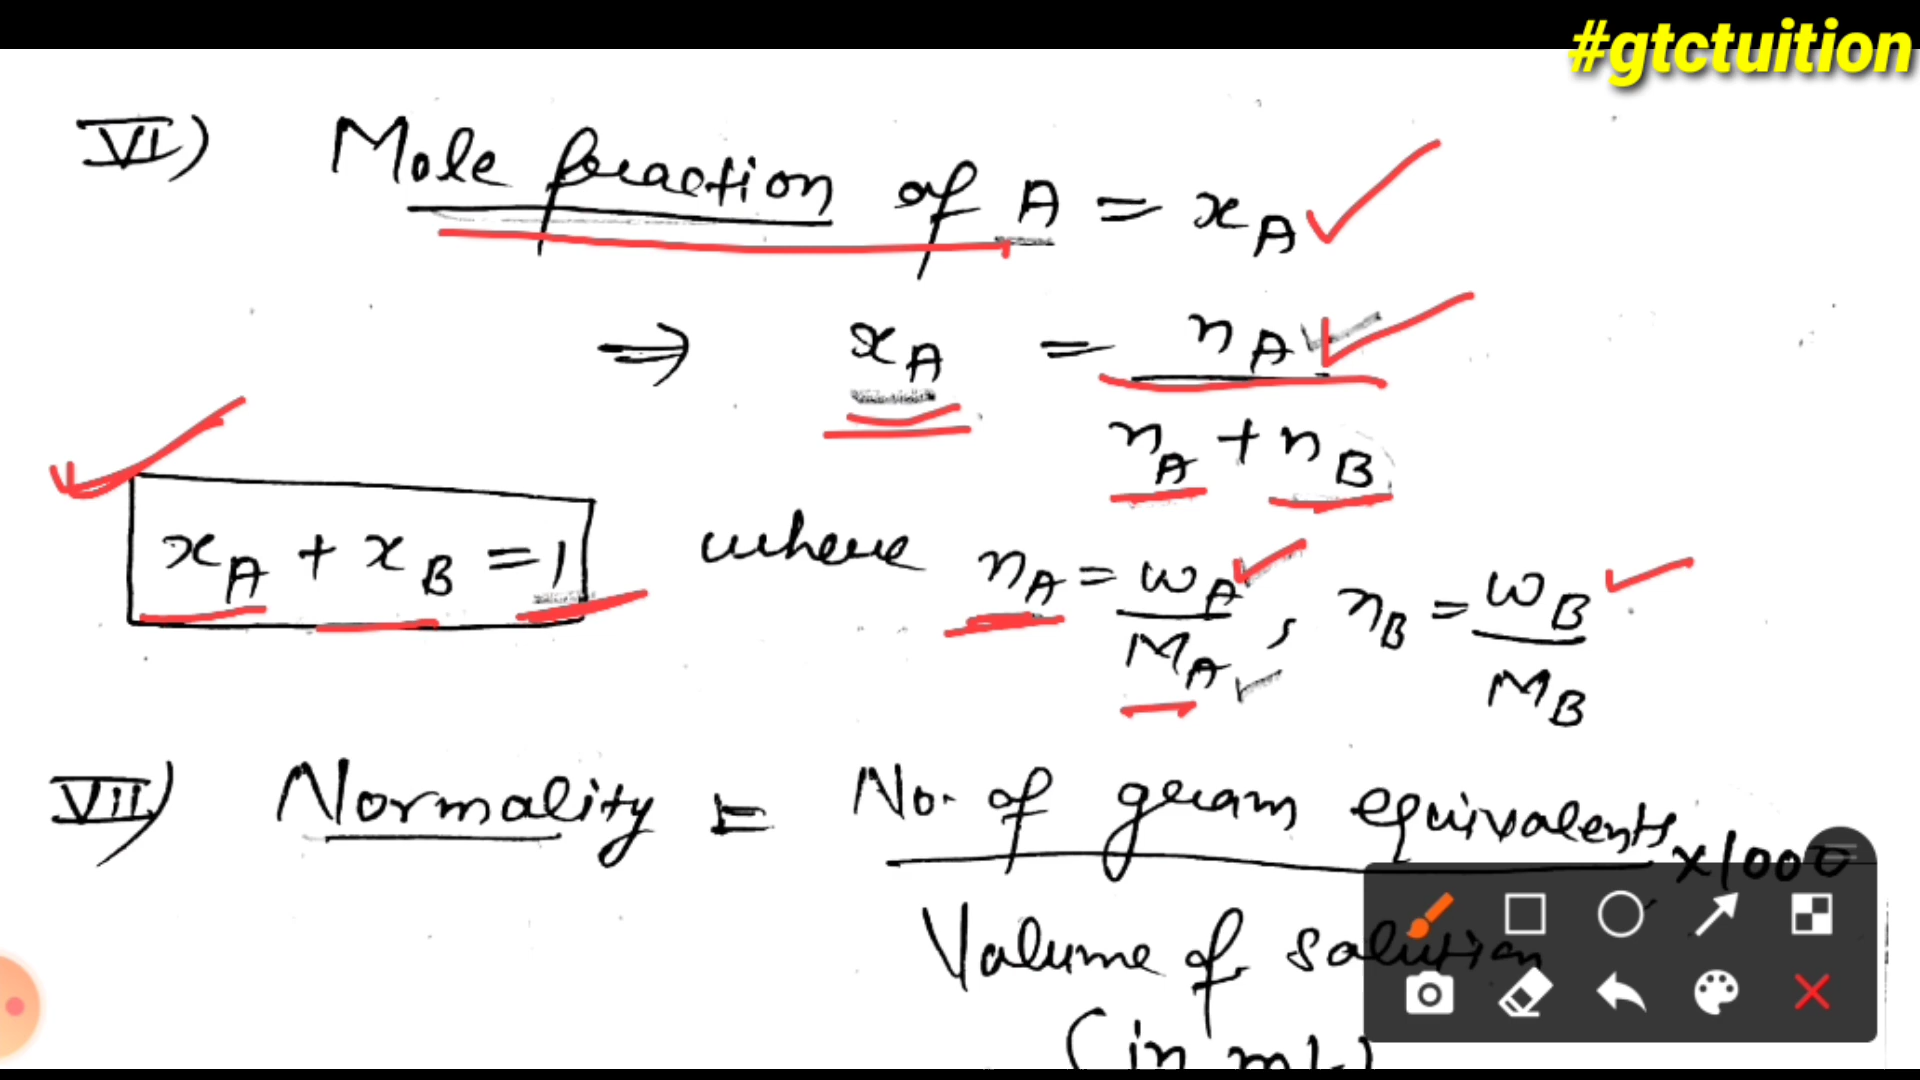 #gtctuition
VI) Mole fraction of A = xA
⇒ xA = nA
nA + nB
xA + xB = 1 where nA = wA , nB = wB
MA MB
VII) Normality = No. of gram equivalents x1000
Volume of solution
(in mL)